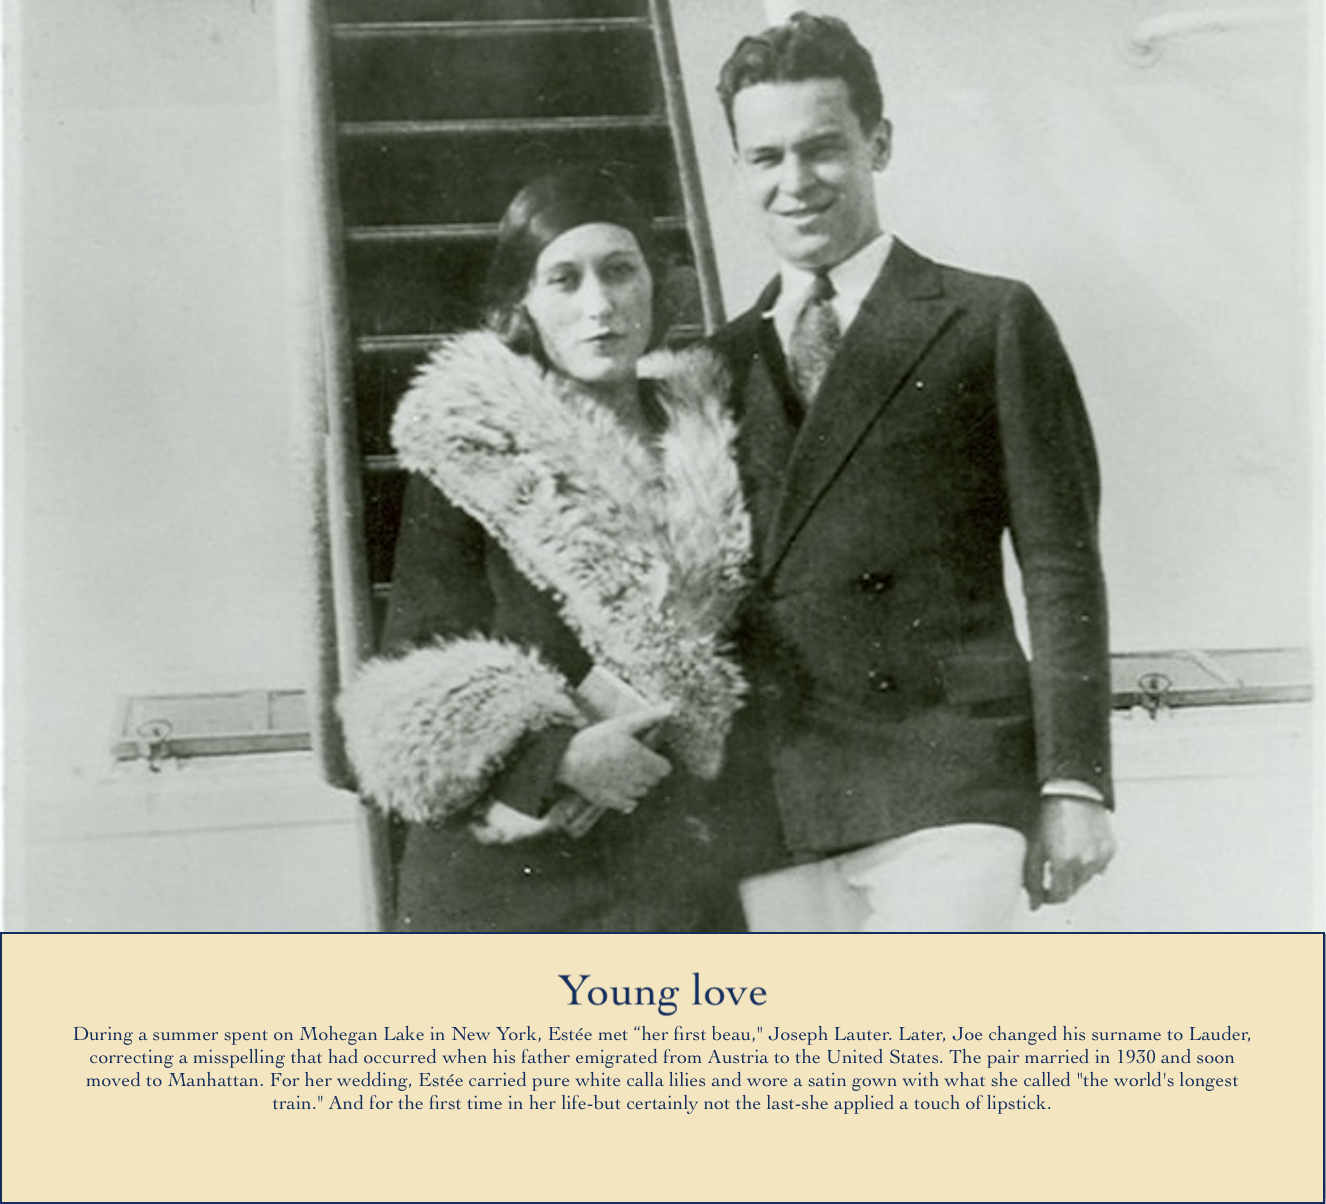 Young love
During a summer spent on Mohegan Lake in New York, Estée met “her first beau," Joseph Lauter. Later, Joe changed his surname to Lauder,
correcting a misspelling that had occurred when his father emigrated from Austria to the United States. The pair married in 1930 and soon
moved to Manhattan. For her wedding, Estée carried pure white calla lilies and wore a satin gown with what she called "the world's longest
train." And for the first time in her life-but certainly not the last-she applied a touch of lipstick.